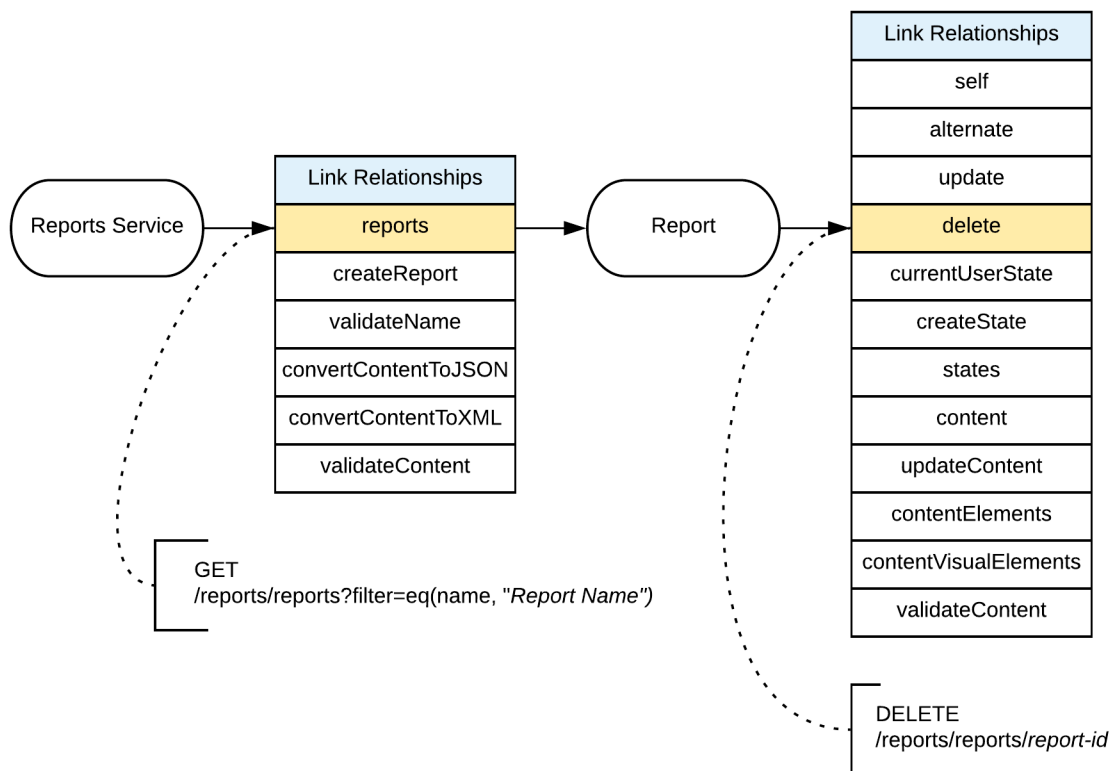 Reports Service
Link Relationships
reports
createReport
validateName
convertContentToJSON
convertContentToXML
validateContent
GET
/reports/reports?filter=eq(name, "Report Name")
Report
Link Relationships
self
alternate
update
delete
currentUserState
createState
states
content
updateContent
contentElements
contentVisualElements
validateContent
DELETE
/reports/reports/report-id